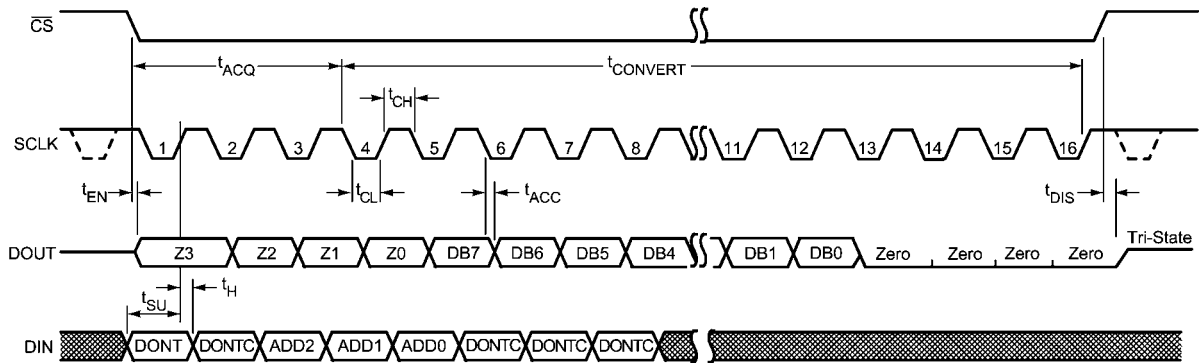 CS
tACQ
tCONVERT
tCH
SCLK
1 2 3 4 5 6 7 8 11 12 13 14 15 16
tEN
tCL
tACC
tDIS
DOUT
Z3 Z2 Z1 Z0 DB7 DB6 DB5 DB4 DB1 DB0 Zero Zero Zero Zero
Tri-State
tSU
tH
DIN
DONT DONTC ADD2 ADD1 ADD0 DONTC DONTC DONTC